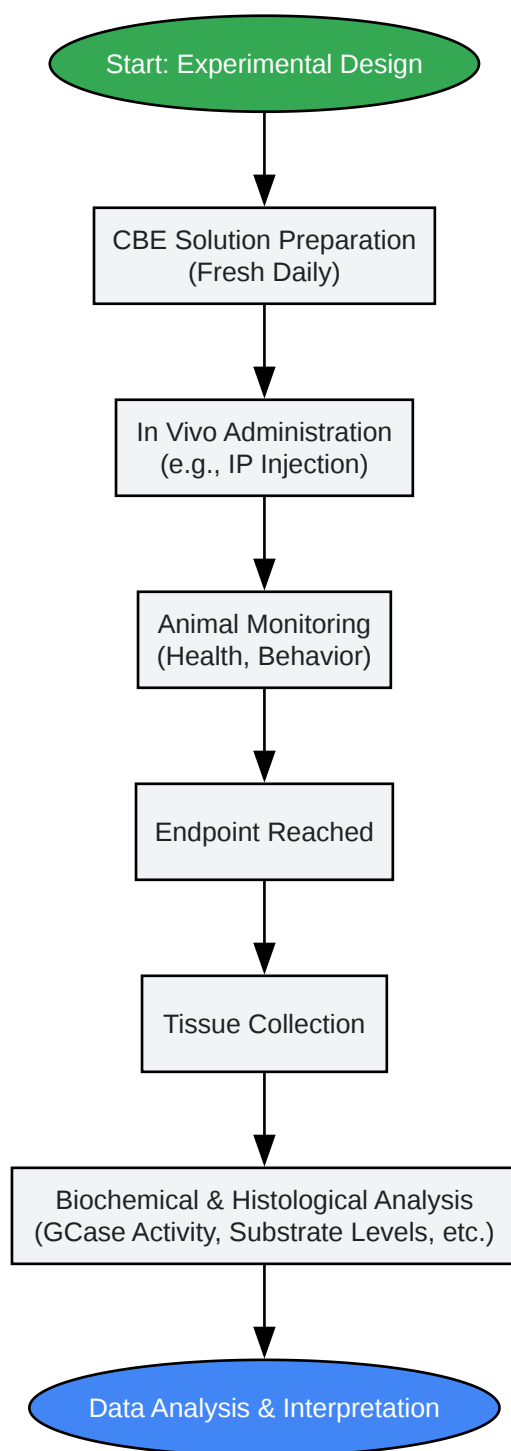 Start: Experimental Design
CBE Solution Preparation
(Fresh Daily)
In Vivo Administration
(e.g., IP Injection)
Animal Monitoring
(Health, Behavior)
Endpoint Reached
Tissue Collection
Biochemical & Histological Analysis
(GCase Activity, Substrate Levels, etc.)
Data Analysis & Interpretation